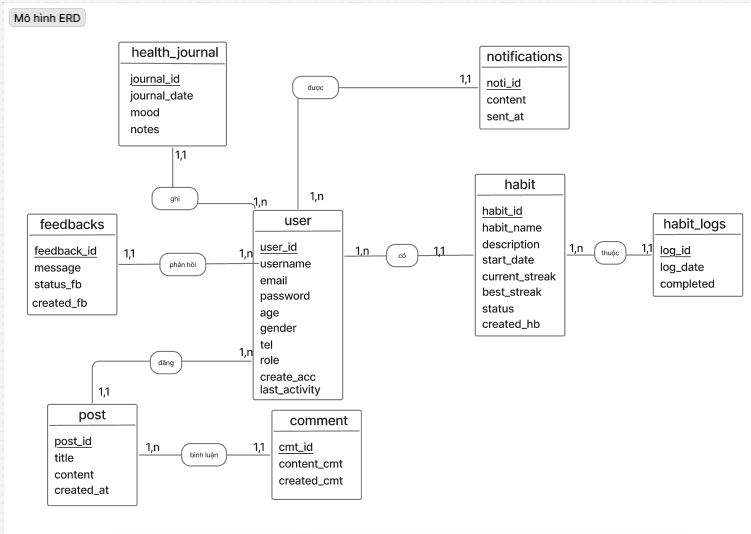 Mô hình ERD
health_journal
journal_id
journal_date
mood
notes
1,1
ghi
1,n
được
1,n
1,1
notifications
noti_id
content
sent_at
feedbacks
feedback_id
message
status_fb
created_fb
1,1
phản hồi
1,n
user
user_id
username
email
password
age
gender
tel
role
create_acc
last_activity
1,n
có
1,1
habit
habit_id
habit_name
description
start_date
current_streak
best_streak
status
created_hb
1,n
thuộc
1,1
habit_logs
log_id
log_date
completed
1,n
đăng
1,1
post
post_id
title
content
created_at
1,n
bình luận
1,1
comment
cmt_id
content_cmt
created_cmt